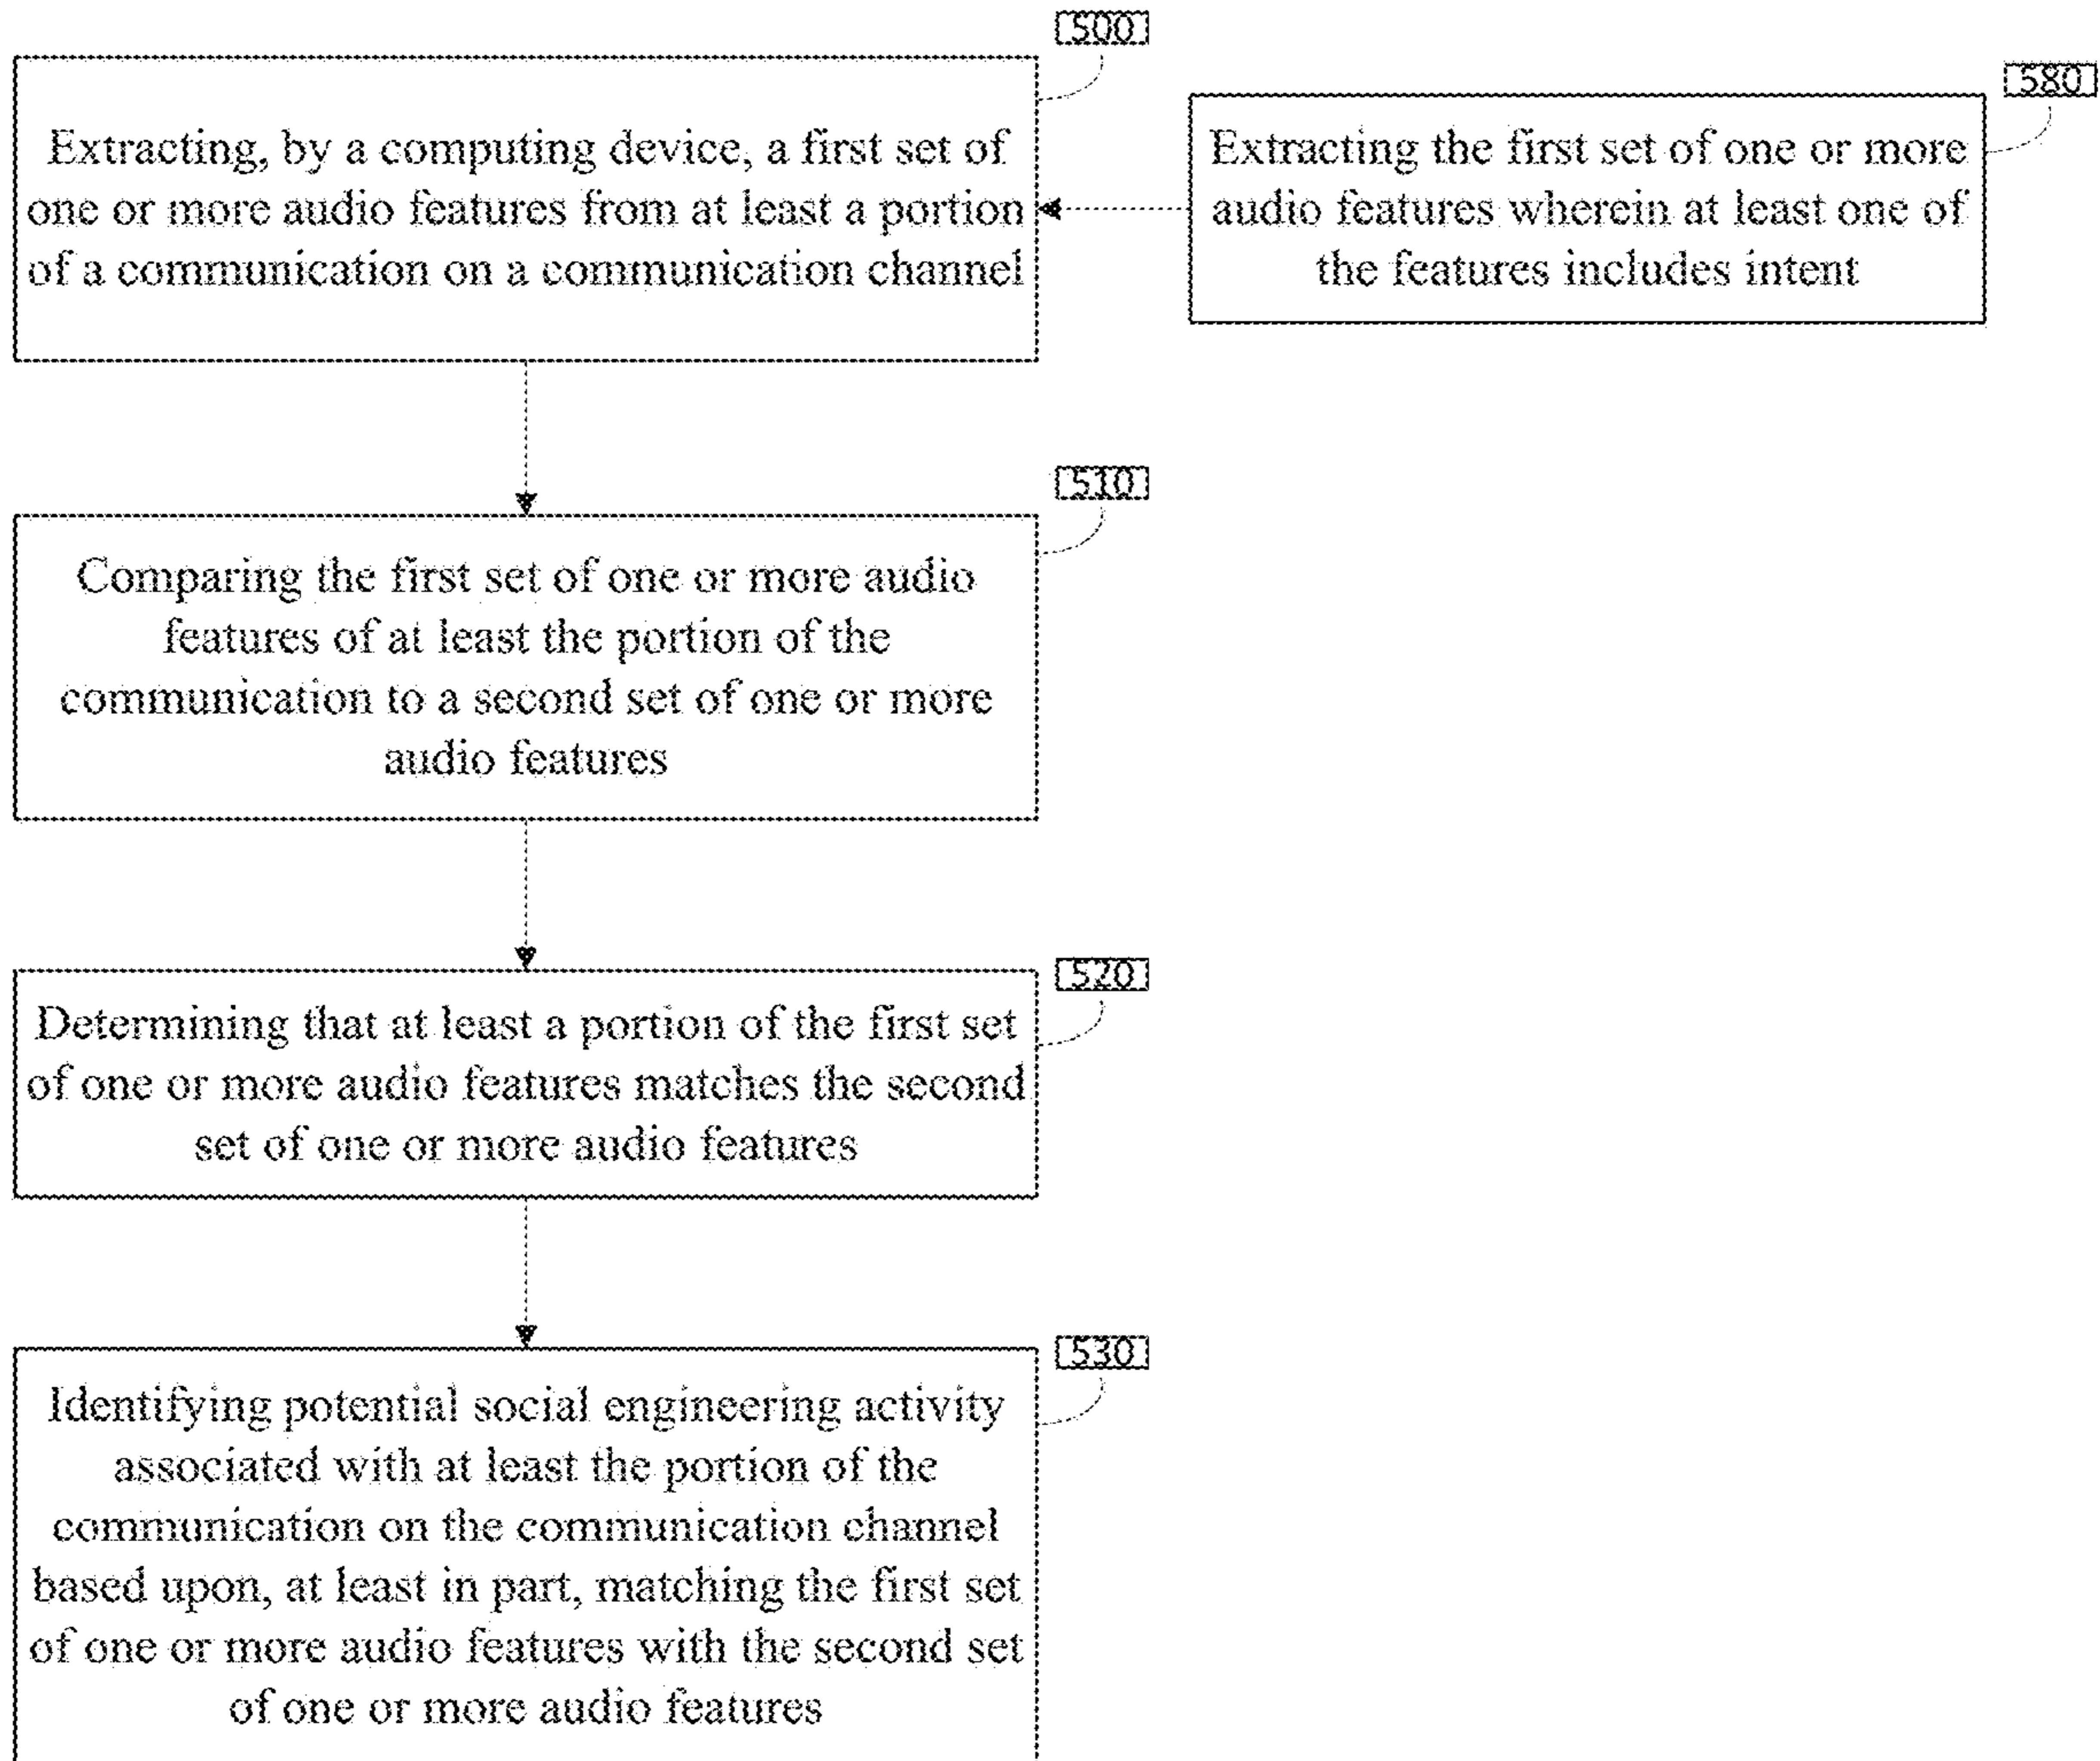 500
Extracting, by a computing device, a first set of
one or more audio features from at least a portion
of a communication on a communication channel
580
Extracting the first set of one or more
audio features wherein at least one of
the features includes intent
510
Comparing the first set of one or more audio
features of at least the portion of the
communication to a second set of one or more
audio features
520
Determining that at least a portion of the first set
of one or more audio features matches the second
set of one or more audio features
530
Identifying potential social engineering activity
associated with at least the portion of the
communication on the communication channel
based upon, at least in part, matching the first set
of one or more audio features with the second set
of one or more audio features